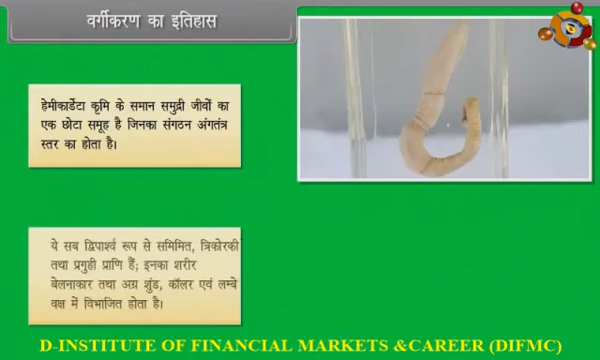 वर्गीकरण का इतिहास
हेमीकार्डेटा कृमि के समान समुद्री जीवों का
एक छोटा समूह है जिनका संगठन अंगतंत्र
स्तर का होता है।
ये सब द्विपार्श्व रूप से सममित, त्रिकोरकी
तथा प्रगुही प्राणि हैं; इनका शरीर
बेलनाकार तथा अग्र शुंड, कॉलर एवं लम्बे
वक्ष में विभाजित होता है।
D-INSTITUTE OF FINANCIAL MARKETS &CAREER (DIFMC)